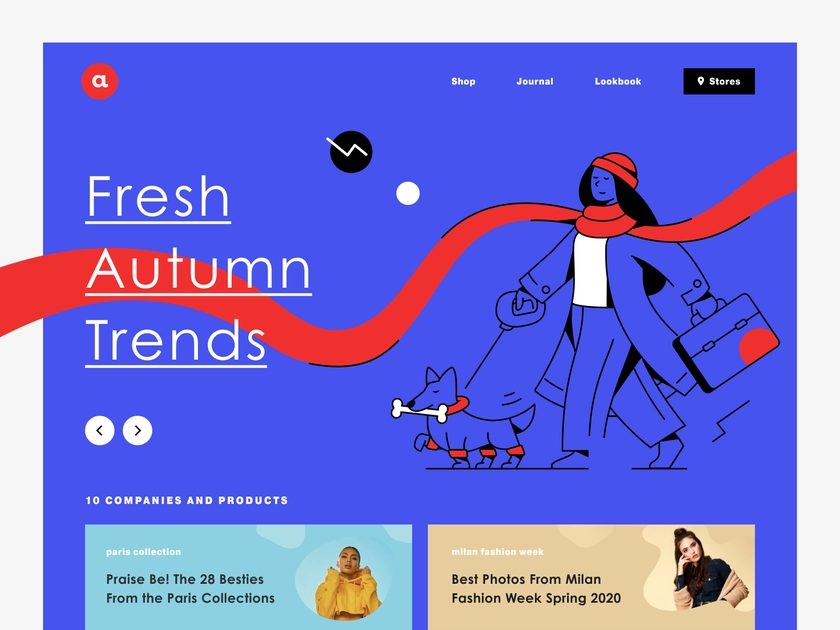 a
Shop Journal Lookbook Stores
Fresh
Autumn
Trends
10 COMPANIES AND PRODUCTS
paris collection
Praise Be! The 28 Besties
From the Paris Collections
milan fashion week
Best Photos From Milan
Fashion Week Spring 2020